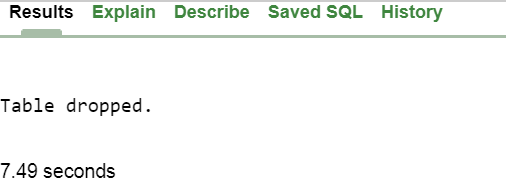 Results Explain Describe Saved SQL History
Table dropped.
7.49 seconds